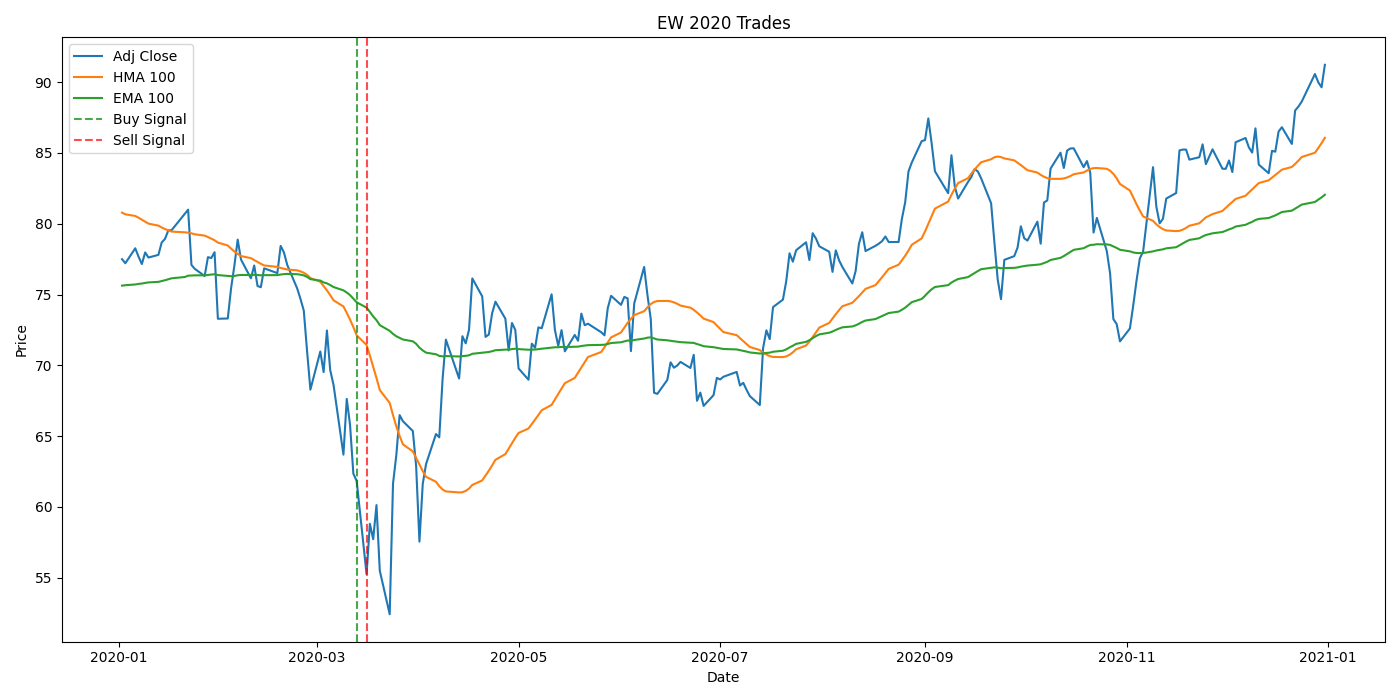 EW 2020 Trades
Adj Close
HMA 100
EMA 100
Buy Signal
Sell Signal
Price
90
85
80
75
70
65
60
55
2020-01
2020-03
2020-05
2020-07
2020-09
2020-11
2021-01
Date